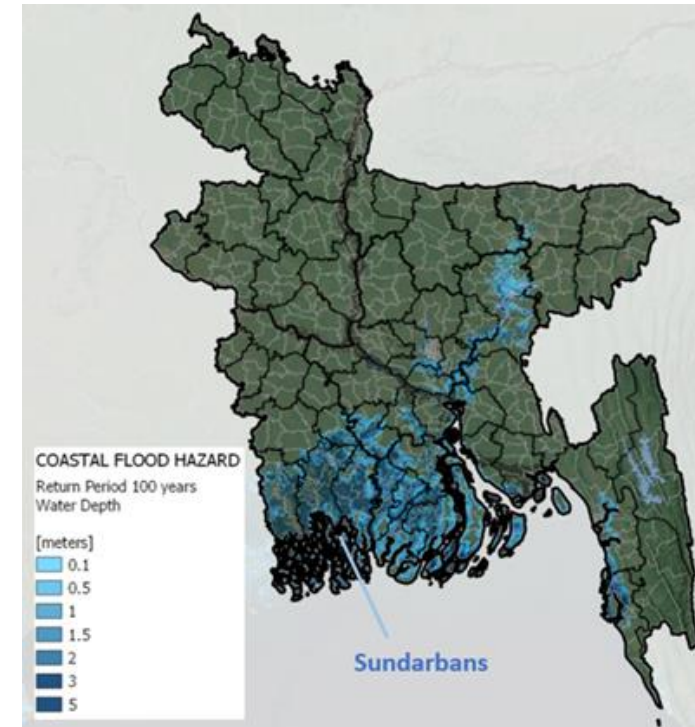 COASTAL FLOOD HAZARD
Return Period 100 years
Water Depth
[meters]
0.1
0.5
1
1.5
2
3
5
Sundarbans